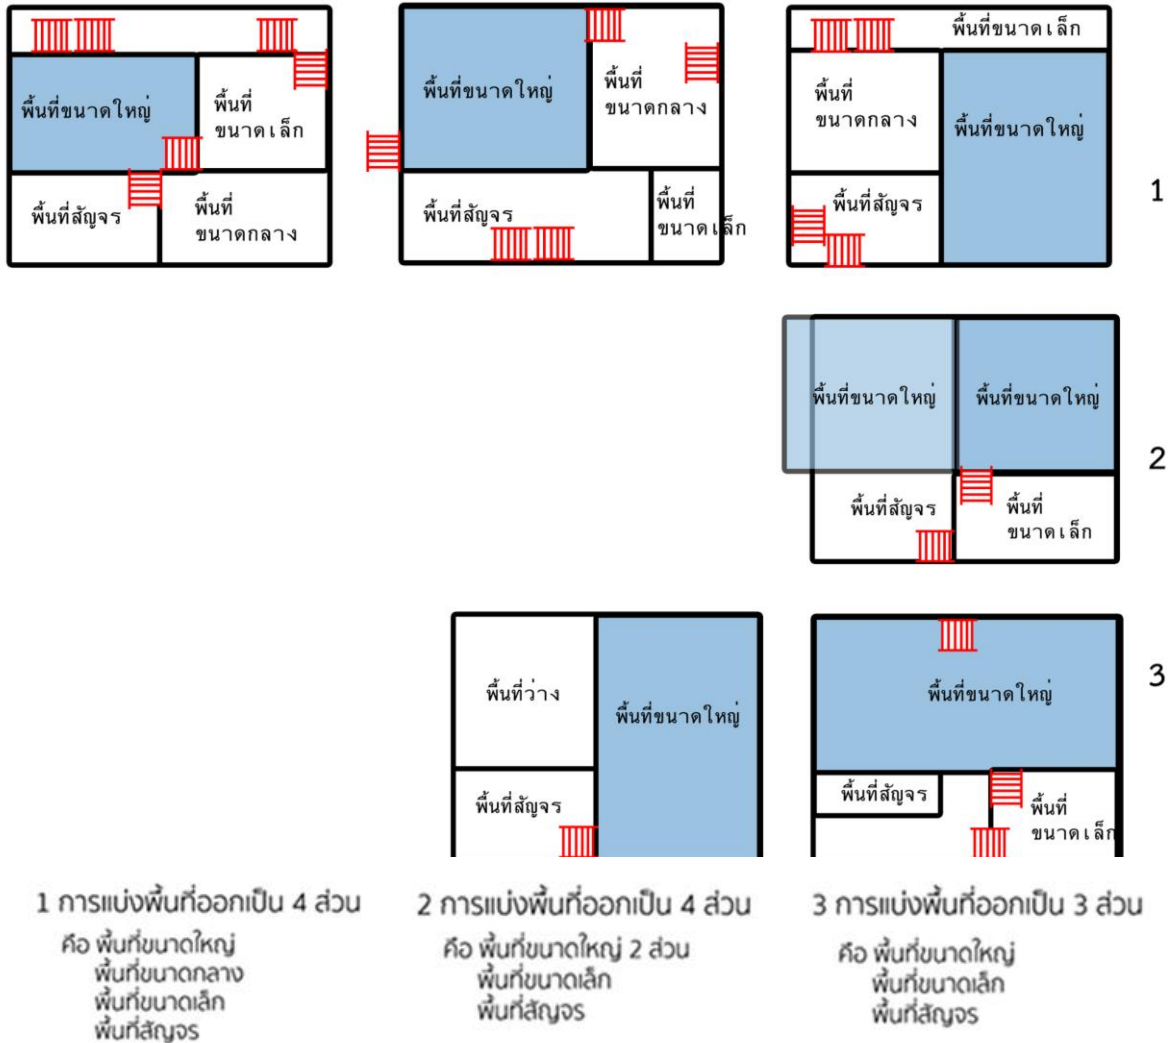 พื้นที่ขนาดใหญ่
พื้นที่
ขนาดเล็ก
พื้นที่สัญจร
พื้นที่
ขนาดกลาง
พื้นที่ขนาดใหญ่
พื้นที่
ขนาดกลาง
พื้นที่สัญจร
พื้นที่
ขนาดเล็ก
พื้นที่ขนาดเล็ก
พื้นที่
ขนาดกลาง
พื้นที่ขนาดใหญ่
พื้นที่สัญจร
1
พื้นที่ขนาดใหญ่
พื้นที่ขนาดใหญ่
พื้นที่สัญจร
พื้นที่
ขนาดเล็ก
2
พื้นที่ว่าง
พื้นที่ขนาดใหญ่
พื้นที่สัญจร
พื้นที่ขนาดใหญ่
พื้นที่สัญจร
พื้นที่
ขนาดเล็ก
3
1 การแบ่งพื้นที่ออกเป็น 4 ส่วน
คือ พื้นที่ขนาดใหญ่
พื้นที่ขนาดกลาง
พื้นที่ขนาดเล็ก
พื้นที่สัญจร
2 การแบ่งพื้นที่ออกเป็น 4 ส่วน
คือ พื้นที่ขนาดใหญ่ 2 ส่วน
พื้นที่ขนาดเล็ก
พื้นที่สัญจร
3 การแบ่งพื้นที่ออกเป็น 3 ส่วน
คือ พื้นที่ขนาดใหญ่
พื้นที่ขนาดเล็ก
พื้นที่สัญจร